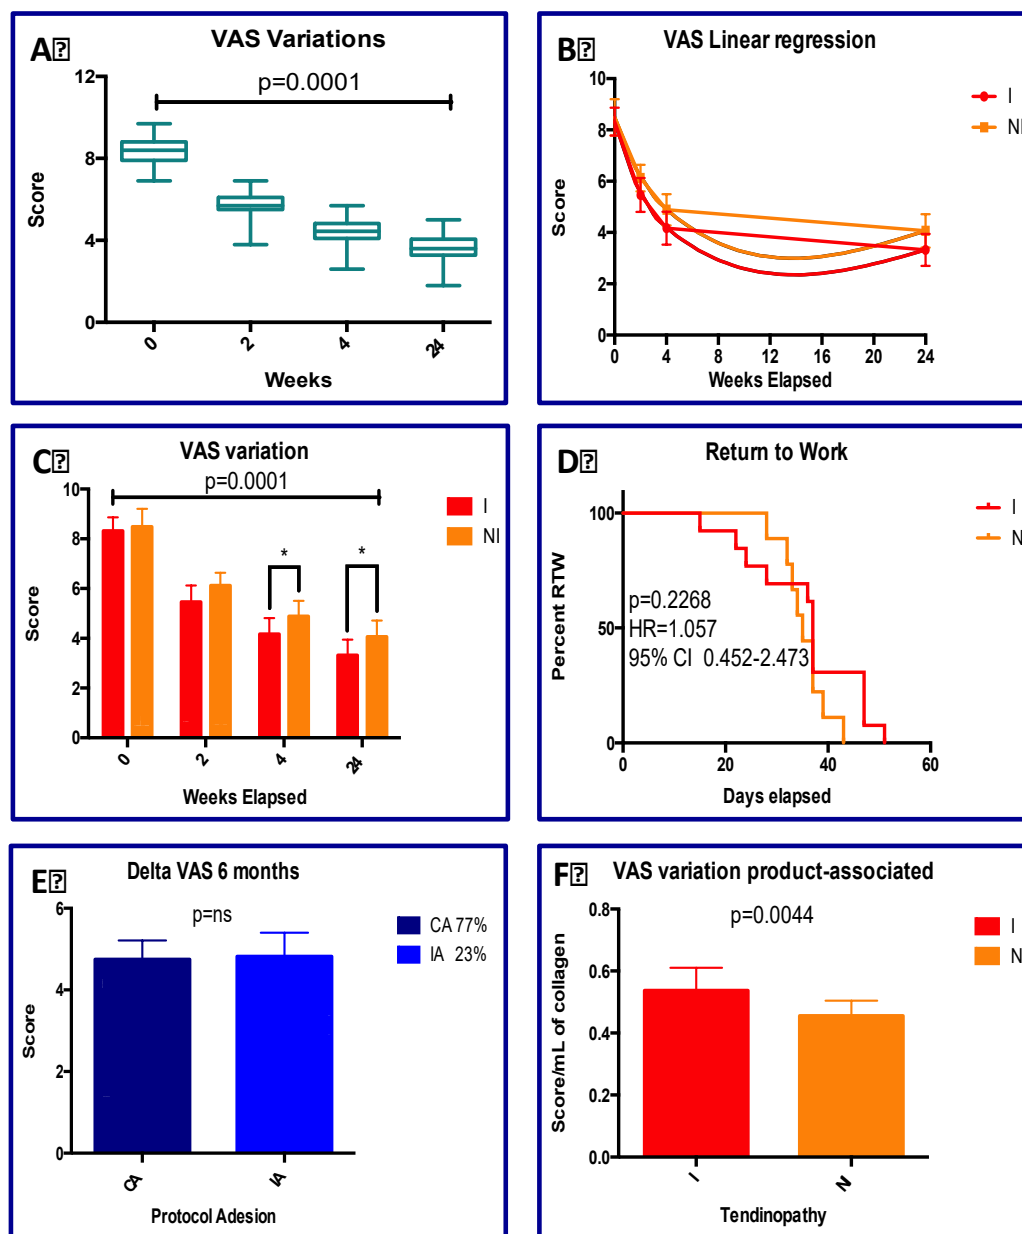 A⍰
VAS Variations
p=0.0001
12
8
4
0
Score
0
2
4
24
Weeks
B⍰
VAS Linear regression
I
NI
10
8
6
4
2
0
Score
0
4
8
12
16
20
24
Weeks Elapsed
C⍰
VAS variation
p=0.0001
I
NI
*
*
10
8
6
4
2
0
Score
0
2
4
24
Weeks Elapsed
D⍰
Return to Work
I
N
100
50
0
Percent RTW
p=0.2268
HR=1.057
95% CI 0.452-2.473
0
20
40
60
Days elapsed
E⍰
Delta VAS 6 months
p=ns
CA 77%
IA 23%
6
4
2
0
Score
CA
IA
Protocol Adesion
F⍰
VAS variation product-associated
p=0.0044
I
N
0.8
0.6
0.4
0.2
0.0
Score/mL of collagen
I
NI
Tendinopathy